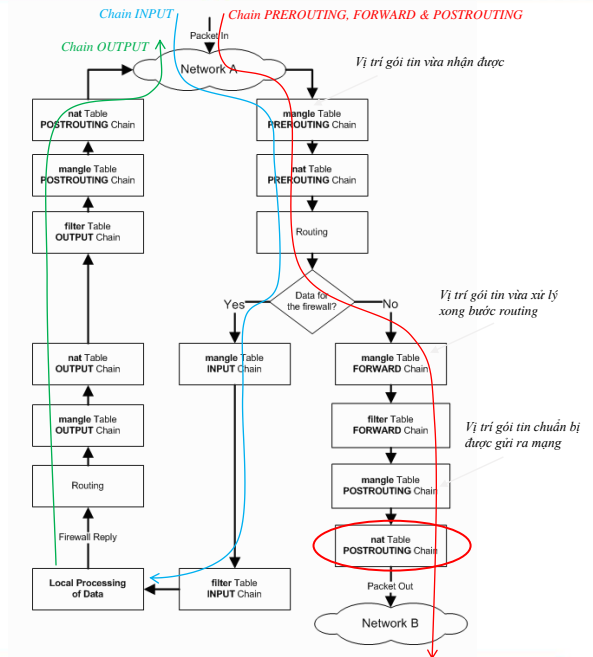 Chain INPUT
Chain PREROUTING, FORWARD & POSTROUTING
Packet In
Chain OUTPUT
Network A
Vị trí gói tin vừa nhận được
nat Table
POSTROUTING Chain
mangle Table
PREROUTING Chain
mangle Table
POSTROUTING Chain
nat Table
PREROUTING Chain
filter Table
OUTPUT Chain
Routing
Data for
the firewall?
Yes
No
Vị trí gói tin vừa xử lý
xong bước routing
nat Table
OUTPUT Chain
mangle Table
INPUT Chain
mangle Table
FORWARD Chain
mangle Table
OUTPUT Chain
filter Table
FORWARD Chain
Vị trí gói tin chuẩn bị
được gửi ra mạng
Routing
mangle Table
POSTROUTING Chain
Firewall Reply
nat Table
POSTROUTING Chain
Local Processing
of Data
filter Table
INPUT Chain
Packet Out
Network B